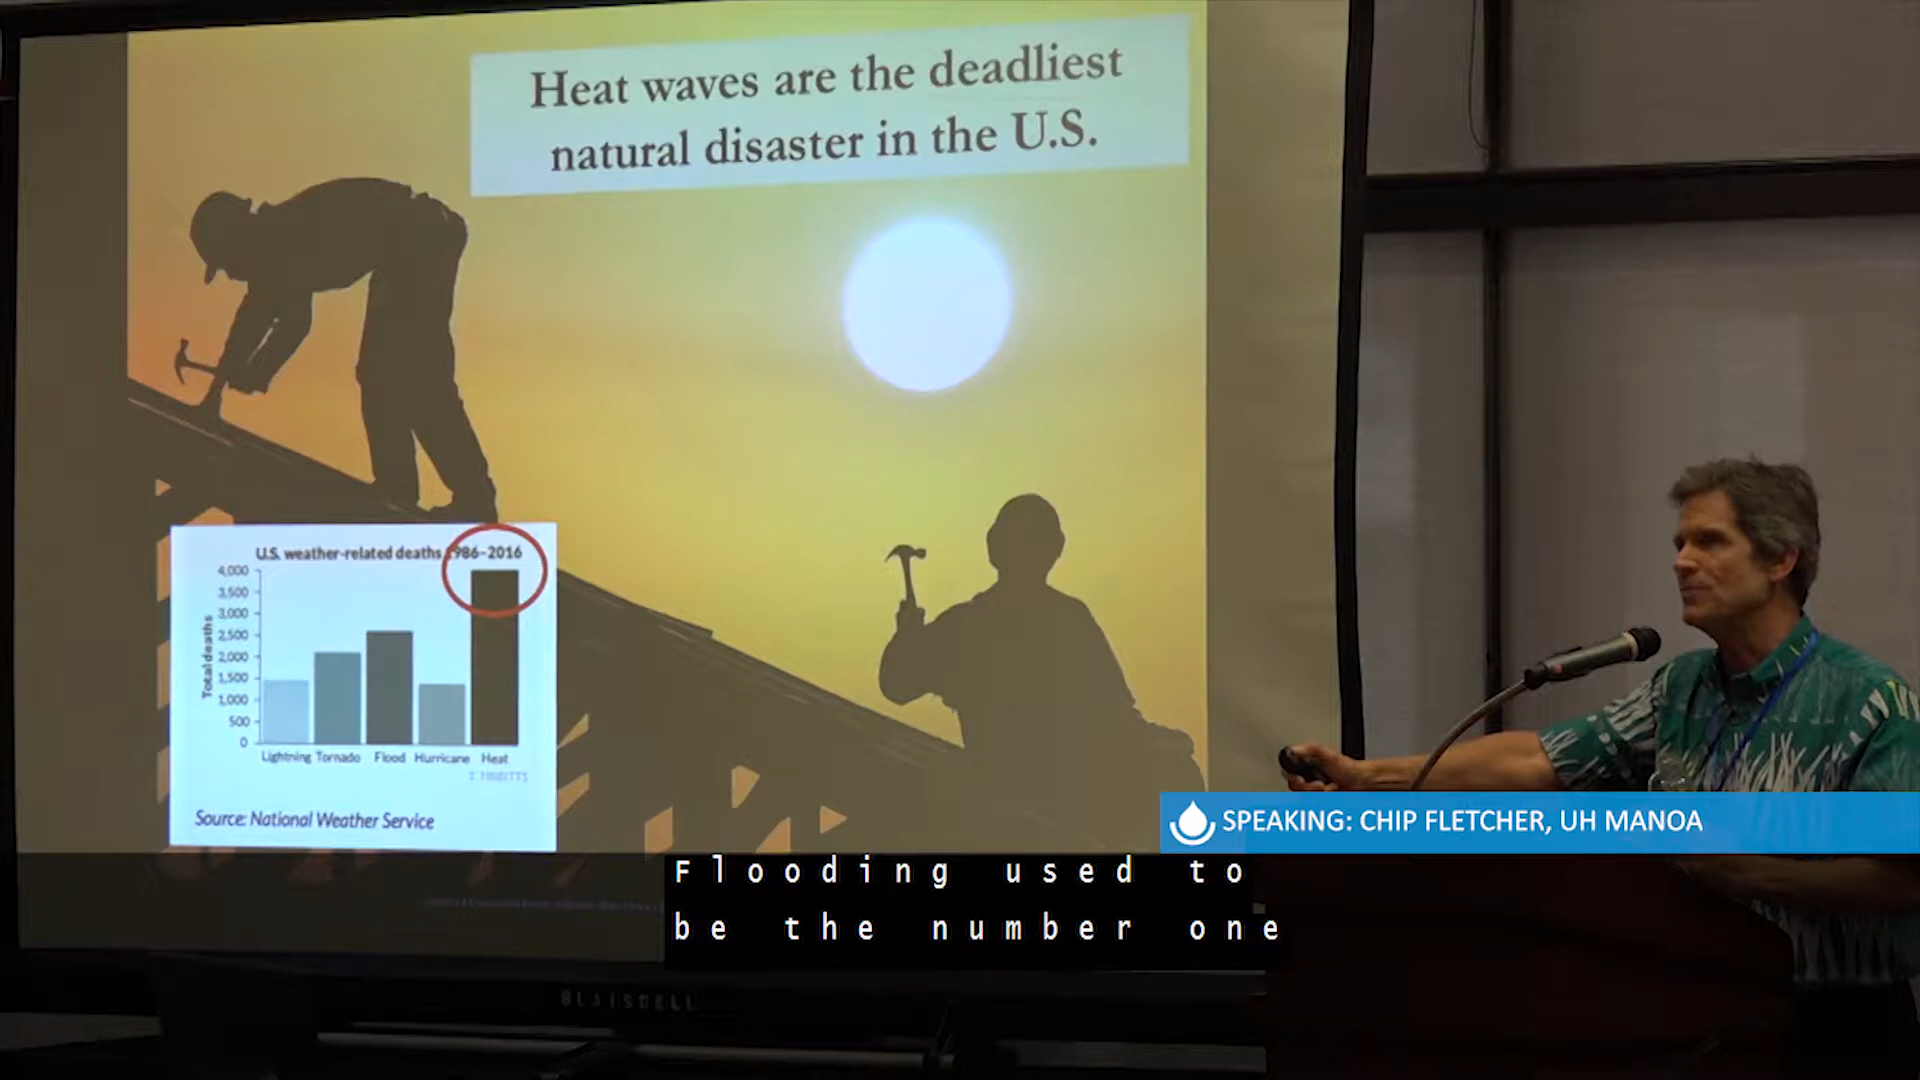 Heat waves are the deadliest
natural disaster in the U.S.
U.S. weather-related deaths 1986–2016
Total deaths
4,000
3,500
3,000
2,500
2,000
1,500
1,000
500
0
Lightning Tornado Flood Hurricane Heat
E TIBBITTS
Source: National Weather Service
SPEAKING: CHIP FLETCHER, UH MANOA
Flooding used to
be the number one
BLAISDELL